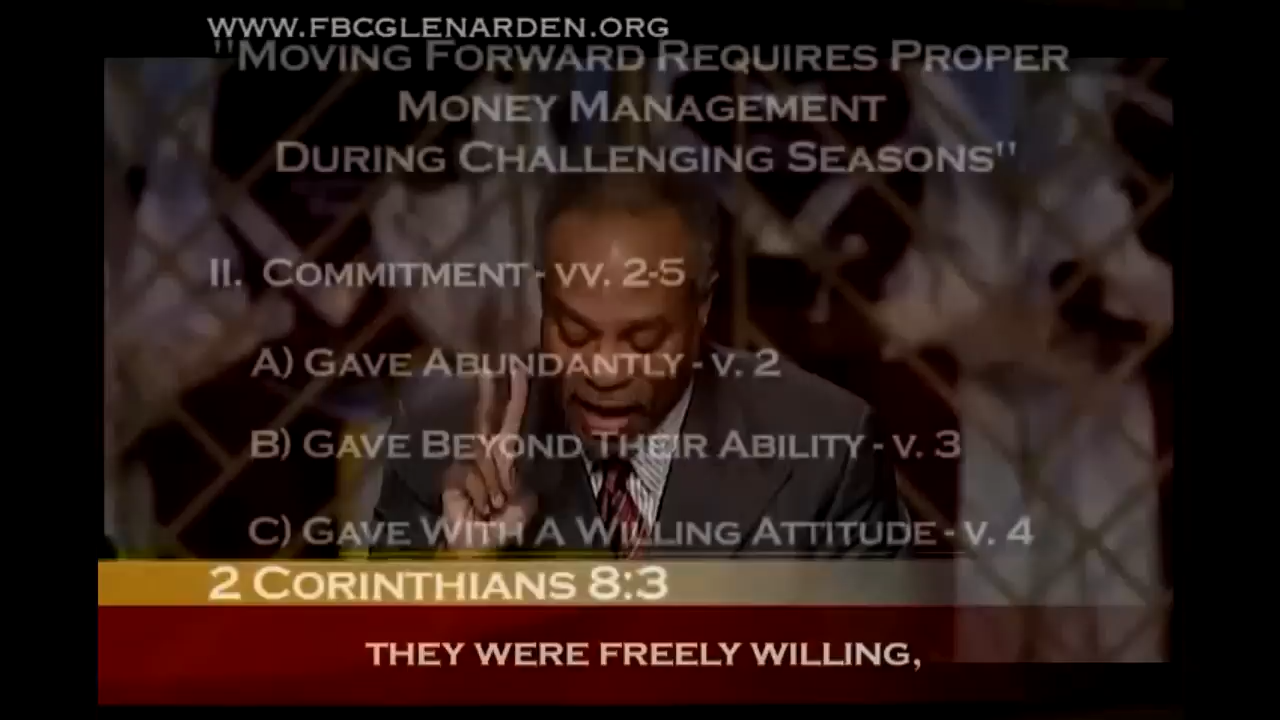 WWW.FBCGLENARDEN.ORG
"MOVING FORWARD REQUIRES PROPER
MONEY MANAGEMENT
DURING CHALLENGING SEASONS"
II. COMMITMENT - VV. 2-5
A) GAVE ABUNDANTLY - V. 2
B) GAVE BEYOND THEIR ABILITY - V. 3
C) GAVE WITH A WILLING ATTITUDE - V. 4
2 CORINTHIANS 8:3
THEY WERE FREELY WILLING,